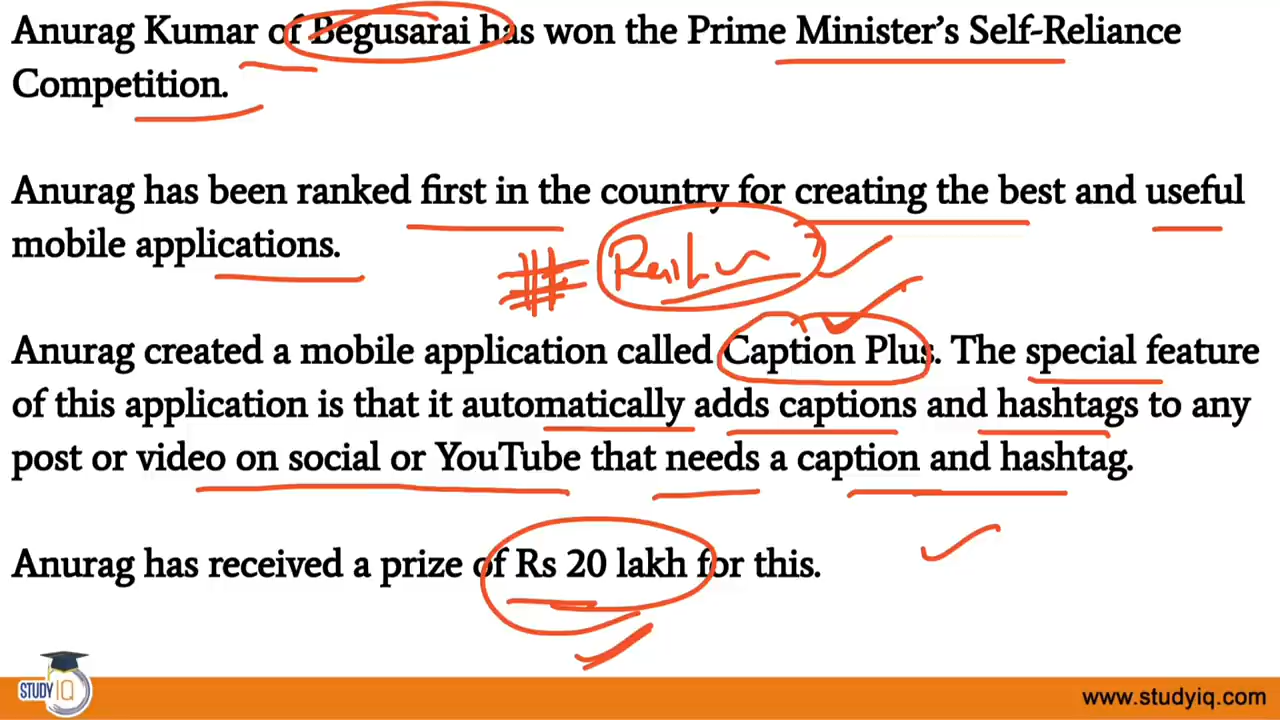 Anurag Kumar of Begusarai has won the Prime Minister's Self-Reliance
Competition.
Anurag has been ranked first in the country for creating the best and useful
mobile applications.
#
Anurag created a mobile application called Caption Plus. The special feature
of this application is that it automatically adds captions and hashtags to any
post or video on social or YouTube that needs a caption and hashtag.
Anurag has received a prize of Rs 20 lakh for this.
STUDY IQ
www.studyiq.com